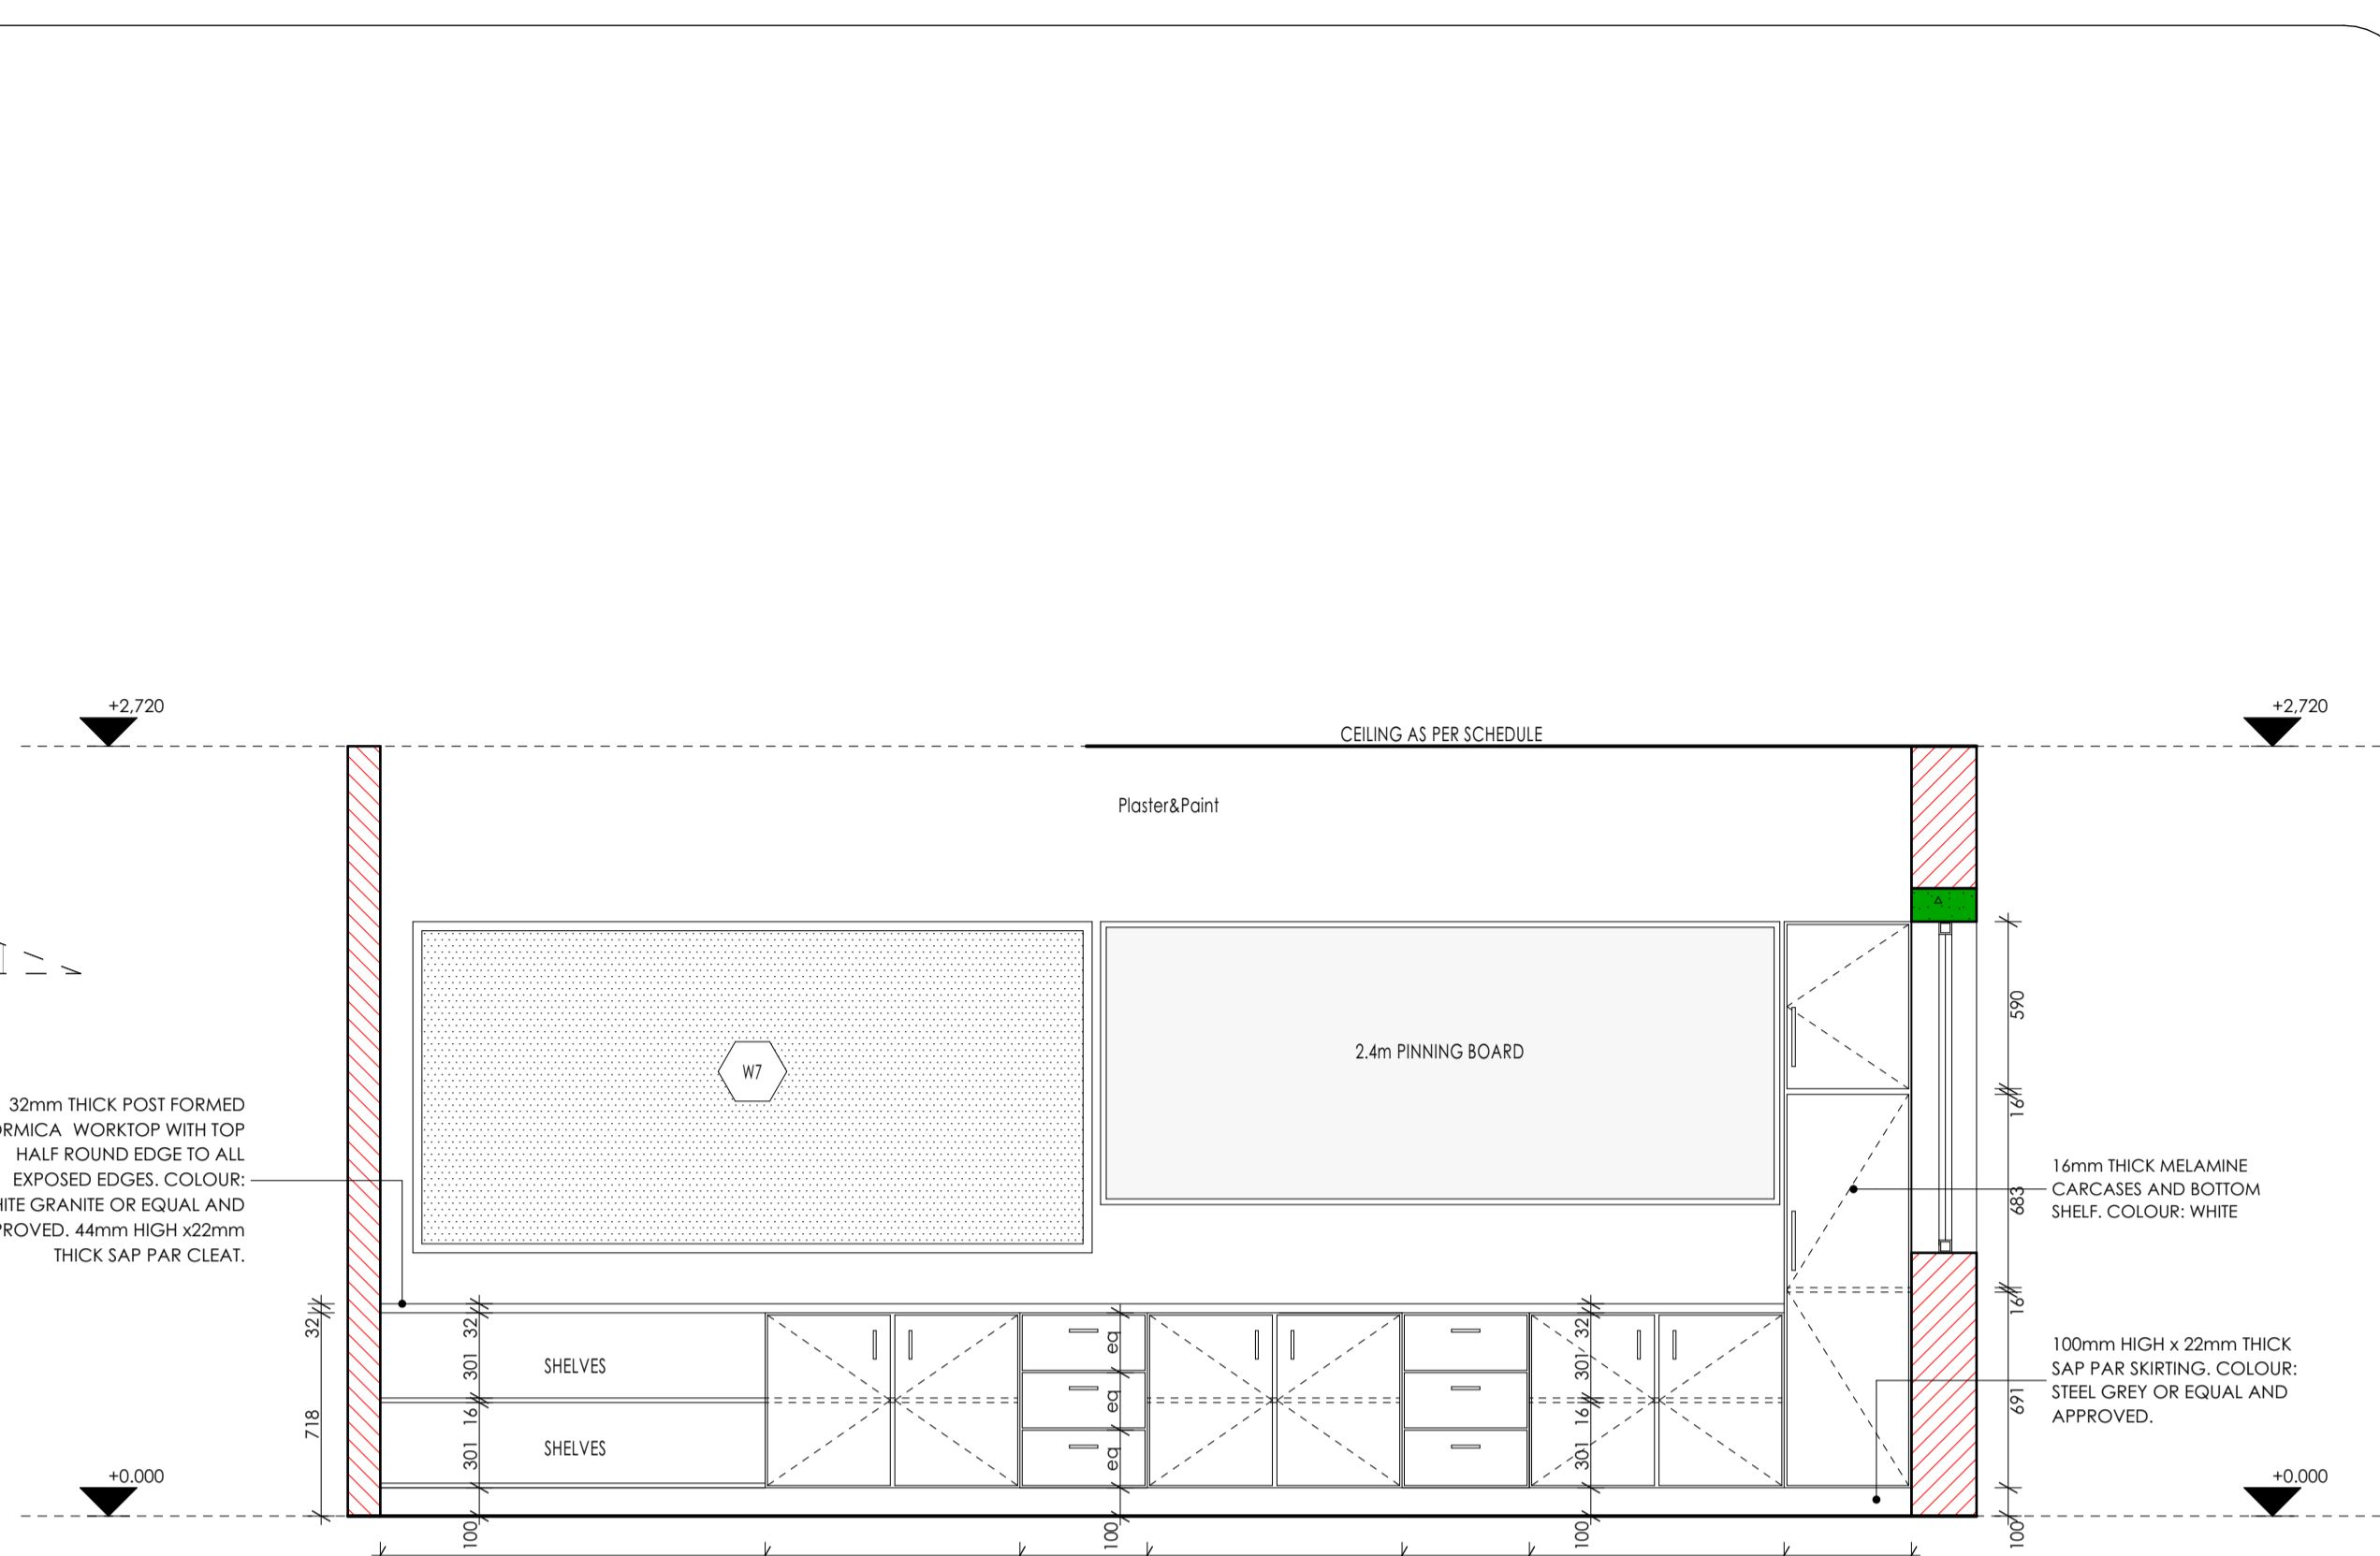 +2,720
+2,720
CEILING AS PER SCHEDULE
Plaster&Paint
W7
2.4m PINNING BOARD
32mm THICK POST FORMED
WORKTOP WITH TOP
HALF ROUND EDGE TO ALL
EXPOSED EDGES. COLOUR:
GRANITE OR EQUAL AND
44mm HIGH x22mm
THICK SAP PAR CLEAT.
590
16
683
16
691
100
16mm THICK MELAMINE
CARCASES AND BOTTOM
SHELF. COLOUR: WHITE
100mm HIGH x 22mm THICK
SAP PAR SKIRTING. COLOUR:
STEEL GREY OR EQUAL AND
APPROVED.
32
718
32
301
16
301
100
SHELVES
SHELVES
eq
eq
eq
100
32
301
16
301
100
+0.000
+0.000